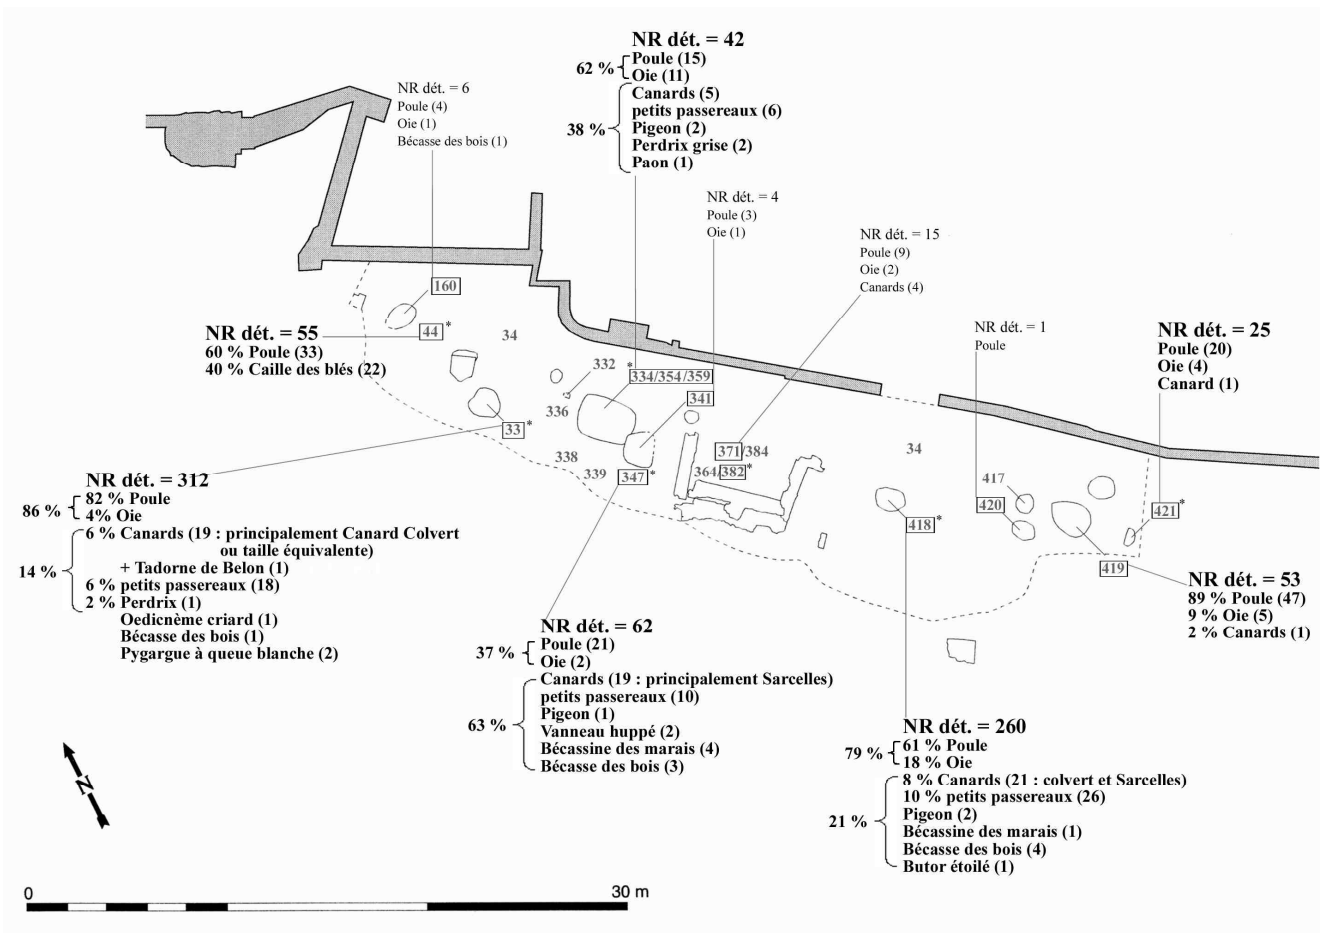 NR dét. = 42
62 %
Poule (15)
Oie (11)
38 %
Canards (5)
petits passereaux (6)
Pigeon (2)
Perdrix grise (2)
Paon (1)
NR dét. = 6
Poule (4)
Oie (1)
Bécasse des bois (1)
NR dét. = 4
Poule (3)
Oie (1)
NR dét. = 15
Poule (9)
Oie (2)
Canards (4)
NR dét. = 1
Poule
NR dét. = 25
Poule (20)
Oie (4)
Canard (1)
NR dét. = 55
60 % Poule (33)
40 % Caille des blés (22)
160
44 *
34
332
* 334/354/359
341
336
33 *
338
339
347 *
371/384
364/382 *
34
417
420
418 *
421 *
419
NR dét. = 312
86 %
82 % Poule
4% Oie
14 %
6 % Canards (19 : principalement Canard Colvert
ou taille équivalente)
+ Tadorne de Belon (1)
6 % petits passereaux (18)
2 % Perdrix (1)
Oedicnème criard (1)
Bécasse des bois (1)
Pygargue à queue blanche (2)
NR dét. = 62
37 %
Poule (21)
Oie (2)
63 %
Canards (19 : principalement Sarcelles)
petits passereaux (10)
Pigeon (1)
Vanneau huppé (2)
Bécassine des marais (4)
Bécasse des bois (3)
NR dét. = 53
89 % Poule (47)
9 % Oie (5)
2 % Canards (1)
NR dét. = 260
79 %
61 % Poule
18 % Oie
21 %
8 % Canards (21 : colvert et Sarcelles)
10 % petits passereaux (26)
Pigeon (2)
Bécassine des marais (1)
Bécasse des bois (4)
Butor étoilé (1)
N
0
30 m